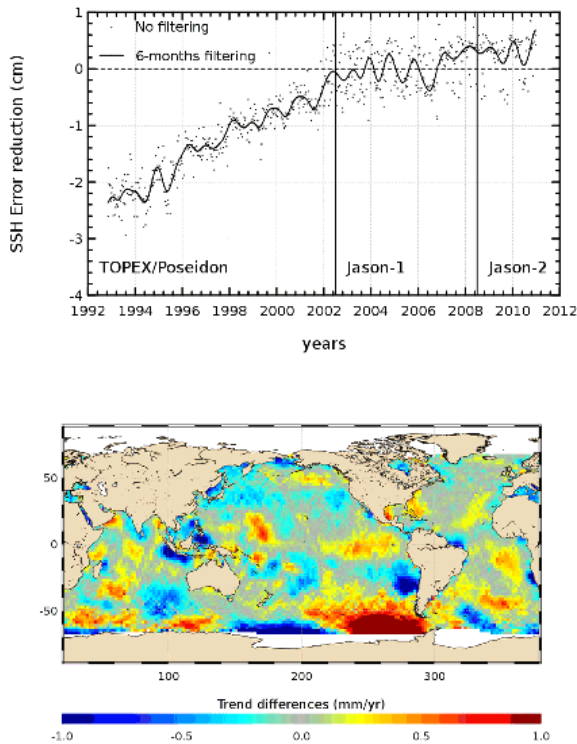 1
0
-1
-2
-3
-4
SSH Error reduction (cm)
No filtering
6-months filtering
TOPEX/Poseidon
Jason-1
Jason-2
1992 1994 1996 1998 2000 2002 2004 2006 2008 2010 2012
years
50
0
-50
100 200 300
Trend differences (mm/yr)
-1.0 -0.5 0.0 0.5 1.0